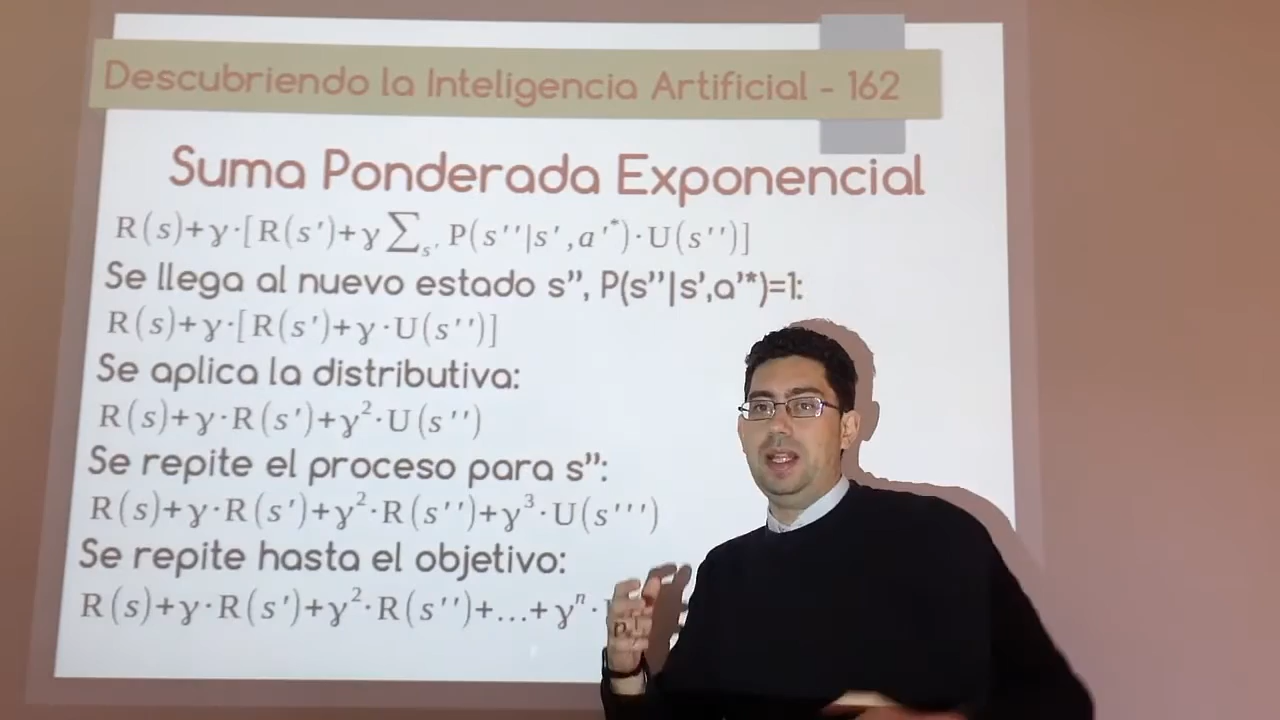 Descubriendo la Inteligencia Artificial - 162
Suma Ponderada Exponencial
R(s)+γ·[R(s')+γ∑ₛ' P(s''|s',a'*)·U(s'')]
Se llega al nuevo estado s”, P(s”|s’,a’*)=1:
R(s)+γ·[R(s')+γ·U(s'')]
Se aplica la distributiva:
R(s)+γ·R(s')+γ²·U(s'')
Se repite el proceso para s”:
R(s)+γ·R(s')+γ²·R(s'')+γ³·U(s''')
Se repite hasta el objetivo:
R(s)+γ·R(s')+γ²·R(s'')+...+γⁿ·